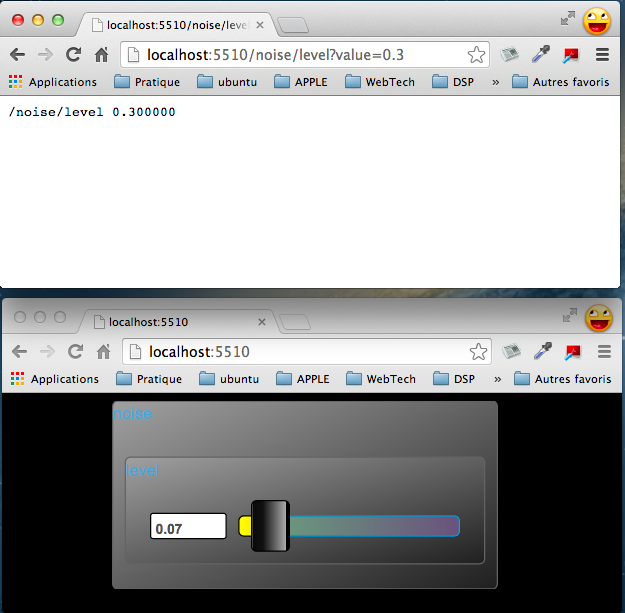 localhost:5510/noise/leve
localhost:5510/noise/level?value=0.3
Applications Pratique ubuntu APPLE WebTech DSP » Autres favoris
/noise/level 0.300000
localhost:5510
localhost:5510
Applications Pratique ubuntu APPLE WebTech DSP » Autres favoris
noise
level
0.07